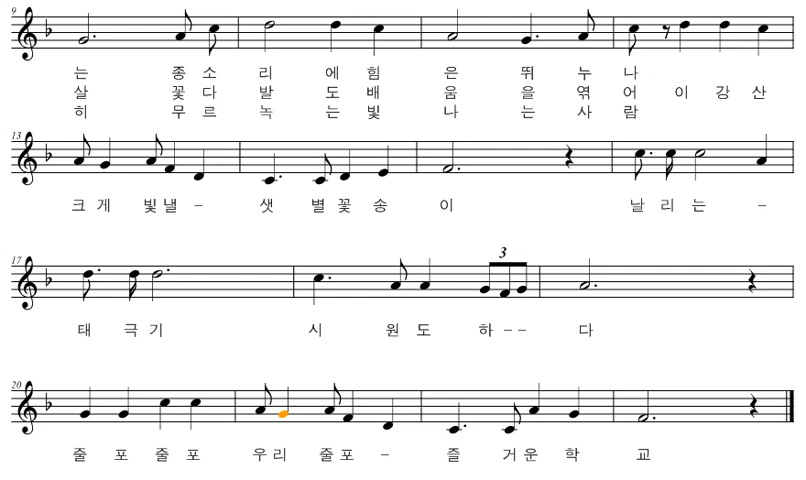 9
는 종 소 리 에 힘 은 뛰 누 나
살 꽃 다 발 도 배 움 을 엮 어 이 강 산
히 무 르 녹 는 빛 나 는 사 람
13
크 게 빛 낼 – 샛 별 꽃 송 이 날 리 는 –
17
3
태 극 기 시 원 도 하 – – 다
20
줄 포 줄 포 우 리 줄 포 – 즐 거 운 학 교